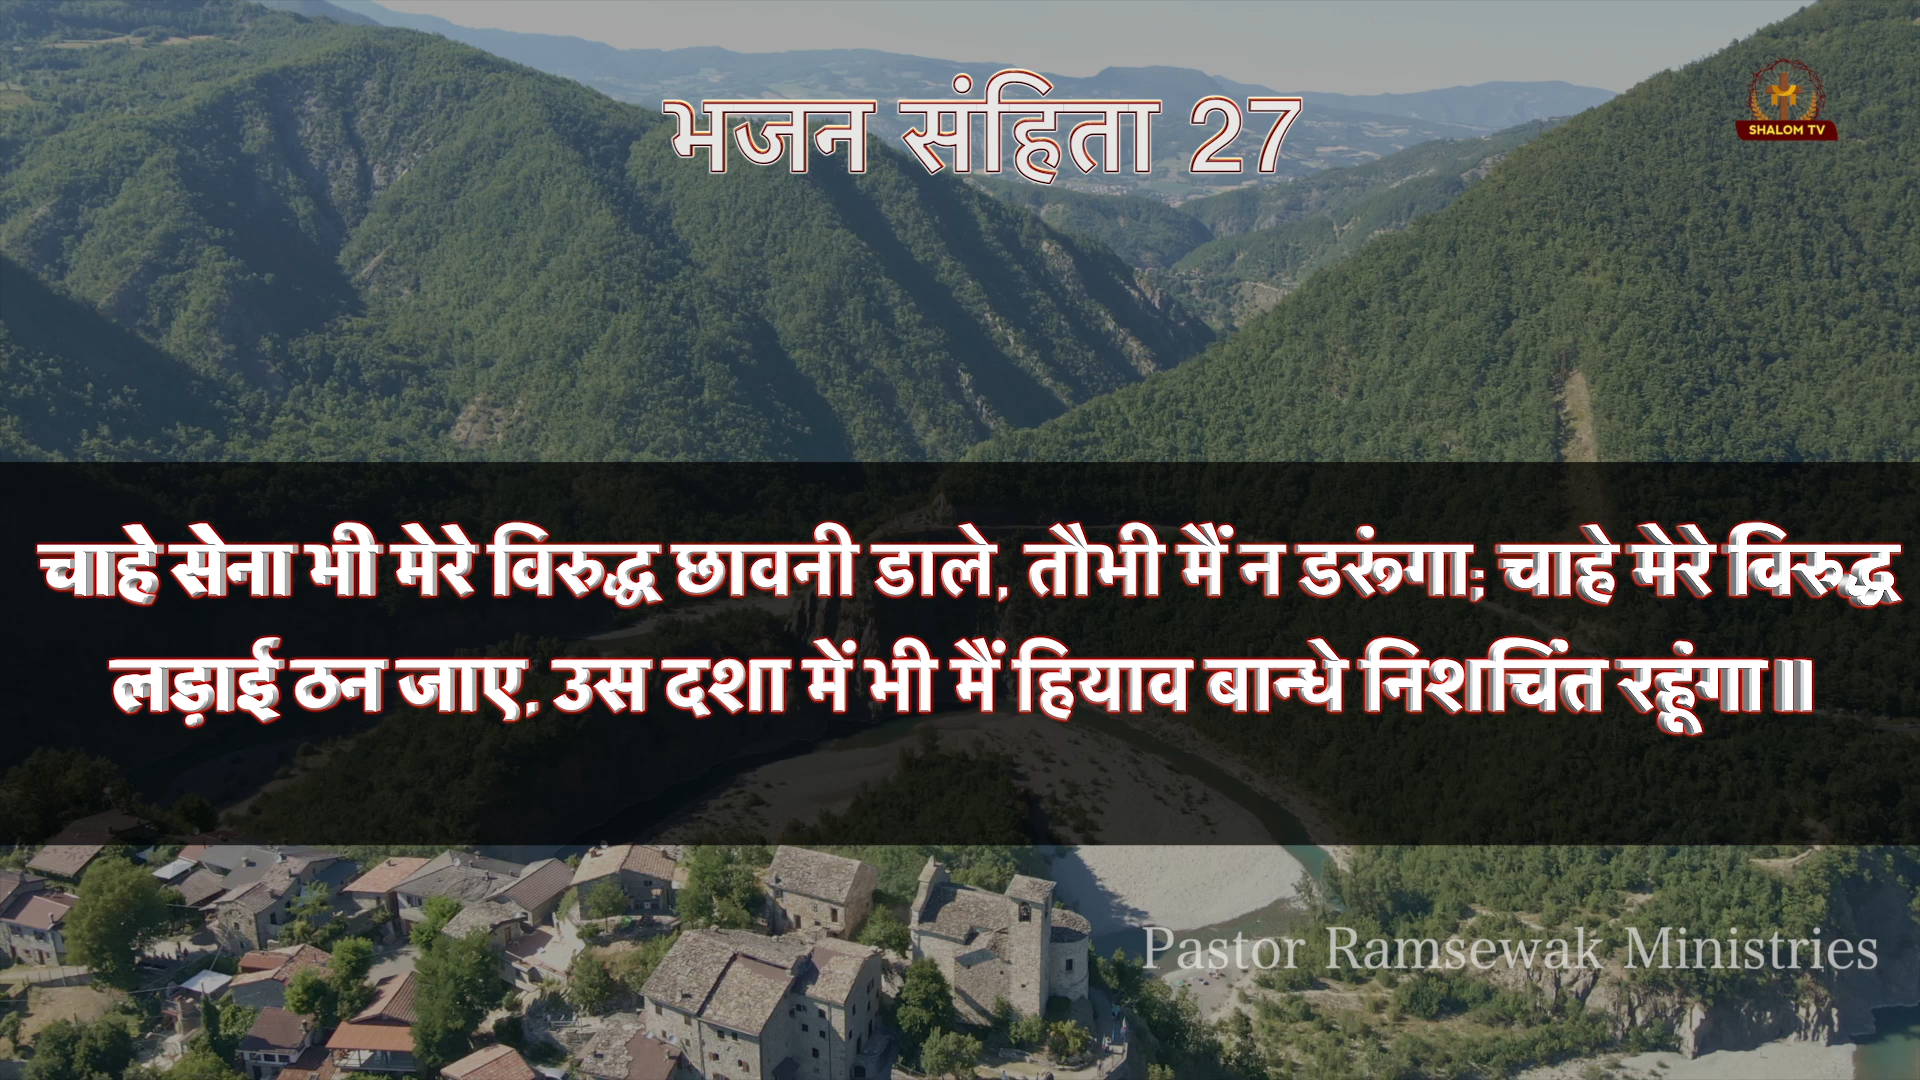 भजन संहिता 27
SHALOM TV
चाहे सेना भी मेरे विरुद्ध छावनी डाले, तौभी मैं न डरूंगा; चाहे मेरे विरुद्ध
लड़ाई ठन जाए, उस दशा में भी मैं हियाव बान्धे निशचिंत रहूंगा॥
Pastor Ramsewak Ministries